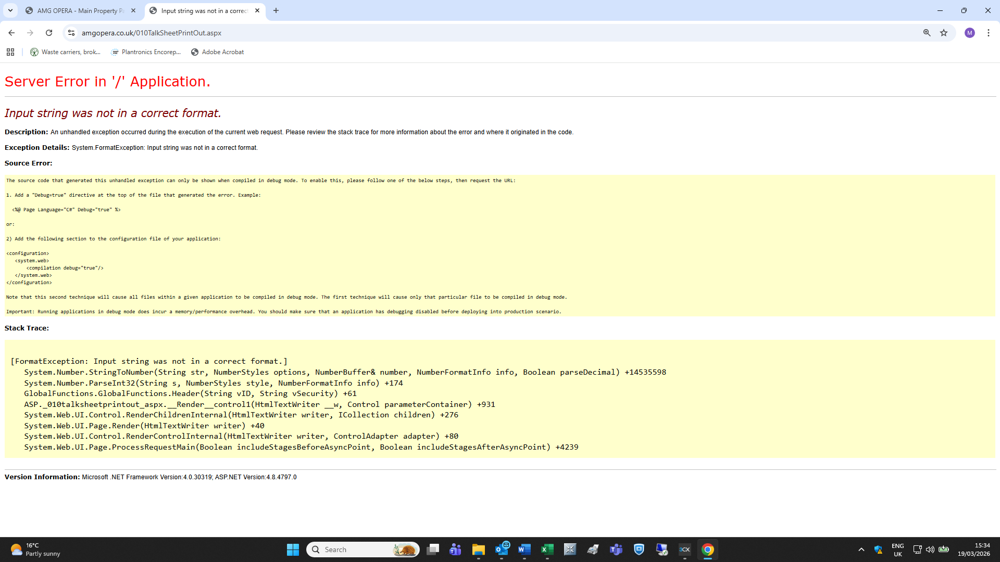 AMG OPERA - Main Property Pa
Input string was not in a correct
amgopera.co.uk/010TalkSheetPrintOut.aspx
M
Waste carriers, brok...
Plantronics Encorep...
Adobe Acrobat
Server Error in '/' Application.
Input string was not in a correct format.
Description: An unhandled exception occurred during the execution of the current web request. Please review the stack trace for more information about the error and where it originated in the code.
Exception Details: System.FormatException: Input string was not in a correct format.
Source Error:
The source code that generated this unhandled exception can only be shown when compiled in debug mode. To enable this, please follow one of the below steps, then request the URL:
1. Add a "Debug=true" directive at the top of the file that generated the error. Example:
<%@ Page Language="C#" Debug="true" %>
or:
2) Add the following section to the configuration file of your application:
<configuration>
<system.web>
<compilation debug="true"/>
</system.web>
</configuration>
Note that this second technique will cause all files within a given application to be compiled in debug mode. The first technique will cause only that particular file to be compiled in debug mode.
Important: Running applications in debug mode does incur a memory/performance overhead. You should make sure that an application has debugging disabled before deploying into production scenario.
Stack Trace:
[FormatException: Input string was not in a correct format.]
System.Number.StringToNumber(String str, NumberStyles options, NumberBuffer& number, NumberFormatInfo info, Boolean parseDecimal) +14535598
System.Number.ParseInt32(String s, NumberStyles style, NumberFormatInfo info) +174
GlobalFunctions.GlobalFunctions.Header(String vID, String vSecurity) +61
ASP._010talksheetprintout_aspx.__Render__control1(HtmlTextWriter __w, Control parameterContainer) +931
System.Web.UI.Control.RenderChildrenInternal(HtmlTextWriter writer, ICollection children) +276
System.Web.UI.Page.Render(HtmlTextWriter writer) +40
System.Web.UI.Control.RenderControlInternal(HtmlTextWriter writer, ControlAdapter adapter) +80
System.Web.UI.Page.ProcessRequestMain(Boolean includeStagesBeforeAsyncPoint, Boolean includeStagesAfterAsyncPoint) +4239
Version Information: Microsoft .NET Framework Version:4.0.30319; ASP.NET Version:4.8.4797.0
16°C
Partly sunny
Search
3CX
ENG
UK
15:34
19/03/2026